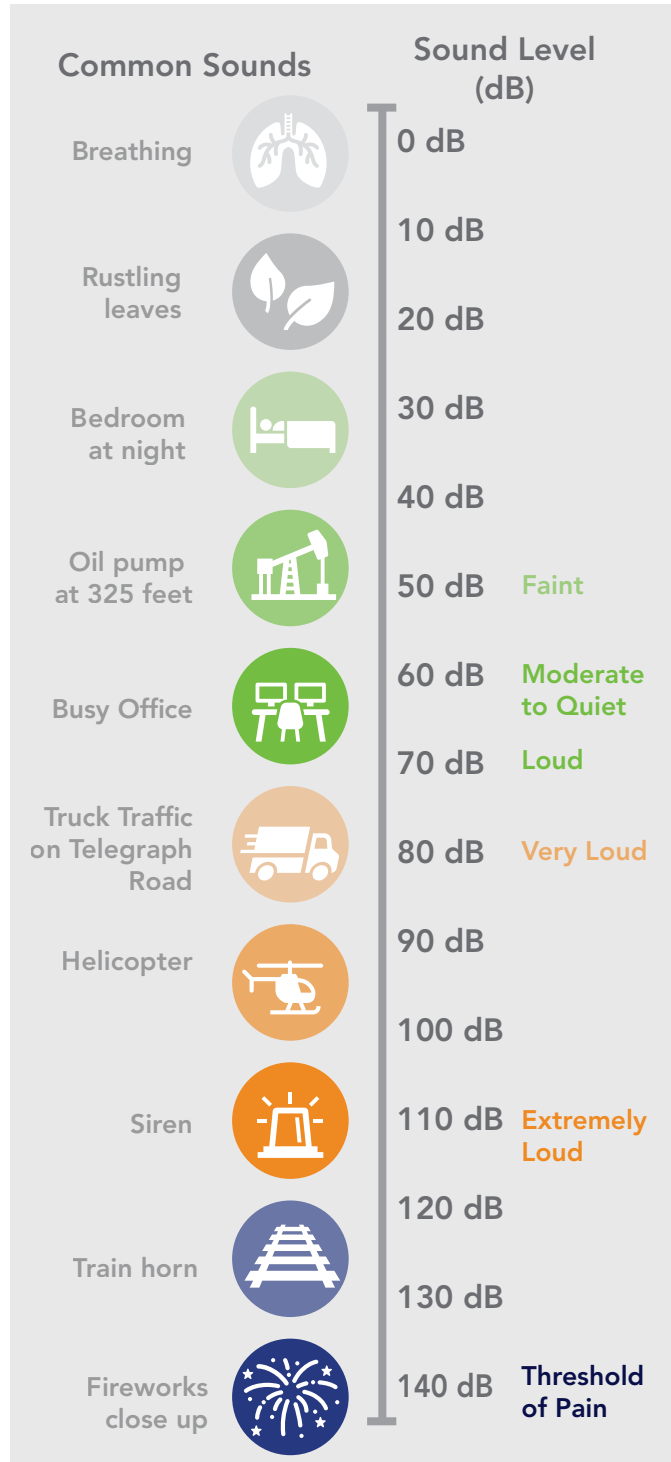 Common Sounds
Sound Level
(dB)
Breathing
0 dB
10 dB
Rustling
leaves
20 dB
30 dB
Bedroom
at night
40 dB
Oil pump
at 325 feet
50 dB
Faint
60 dB
Moderate
to Quiet
Busy Office
70 dB
Loud
Truck Traffic
on Telegraph
Road
80 dB
Very Loud
90 dB
Helicopter
100 dB
Siren
110 dB
Extremely
Loud
120 dB
Train horn
130 dB
Fireworks
close up
140 dB
Threshold
of Pain